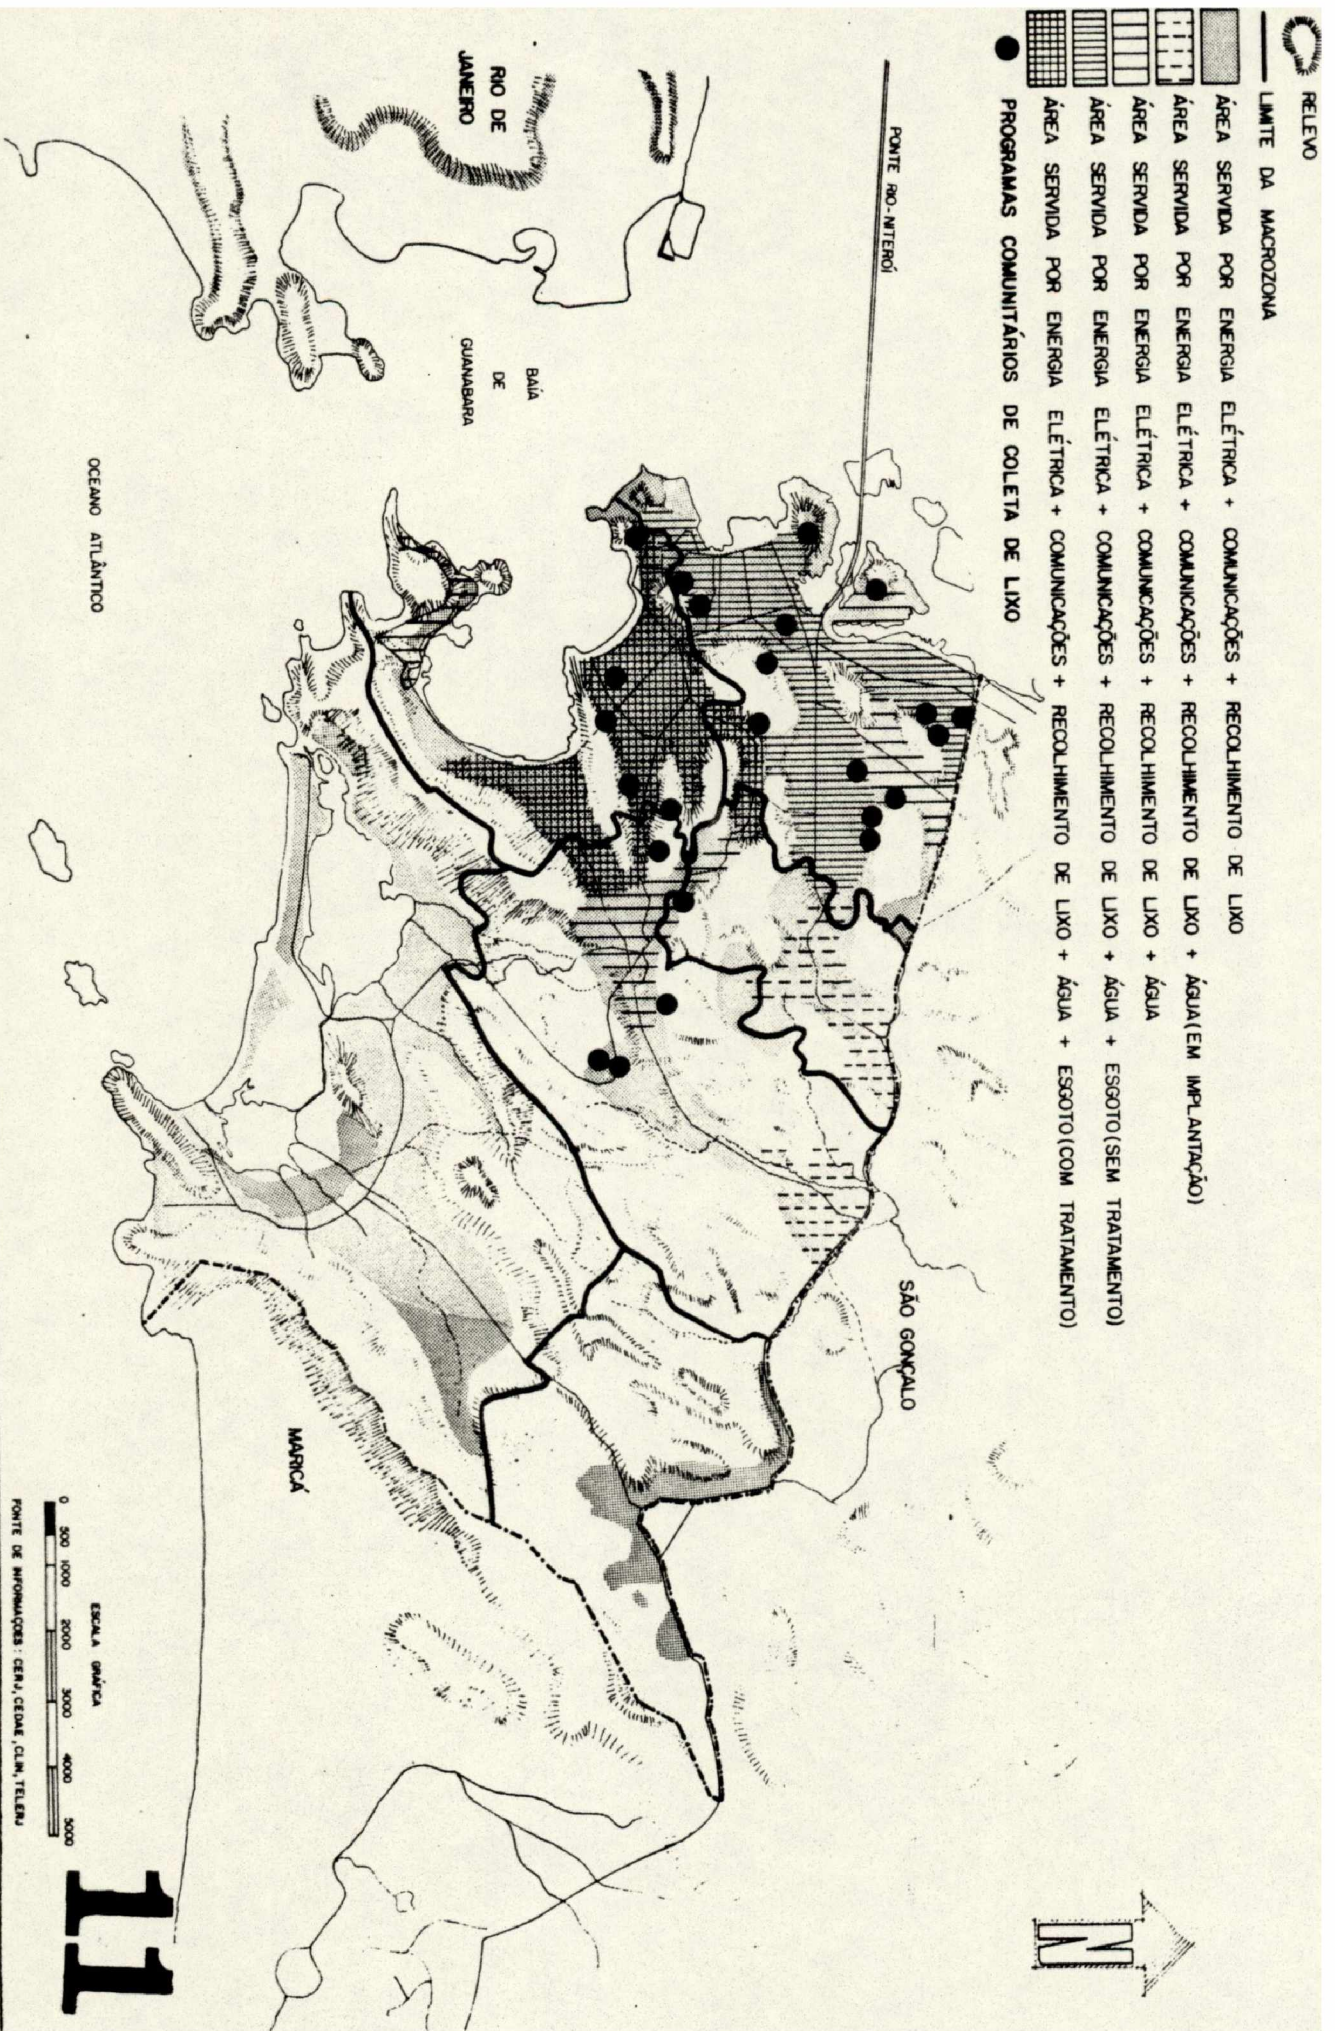 RELEVO
LIMITE DA MACROZONA
ÁREA SERVIDA POR ENERGIA ELÉTRICA + COMUNICAÇÕES + RECOLHIMENTO DE LIXO
ÁREA SERVIDA POR ENERGIA ELÉTRICA + COMUNICAÇÕES + RECOLHIMENTO DE LIXO + ÁGUA(EM IMPLANTAÇÃO)
ÁREA SERVIDA POR ENERGIA ELÉTRICA + COMUNICAÇÕES + RECOLHIMENTO DE LIXO + ÁGUA
ÁREA SERVIDA POR ENERGIA ELÉTRICA + COMUNICAÇÕES + RECOLHIMENTO DE LIXO + ÁGUA + ESGOTO(SEM TRATAMENTO)
ÁREA SERVIDA POR ENERGIA ELÉTRICA + COMUNICAÇÕES + RECOLHIMENTO DE LIXO + ÁGUA + ESGOTO(COM TRATAMENTO)
PROGRAMAS COMUNITÁRIOS DE COLETA DE LIXO
N
PONTE RIO-NITERÓI
SÃO GONÇALO
RIO DE
JANEIRO
BAÍA
DE
GUANABARA
MARICÁ
OCEANO ATLÂNTICO
ESCALA GRÁFICA
0 500 1000 2000 3000 4000 5000
FONTE DE INFORMAÇÕES: CERJ, CEDAE, CLIN, TELERJ
11